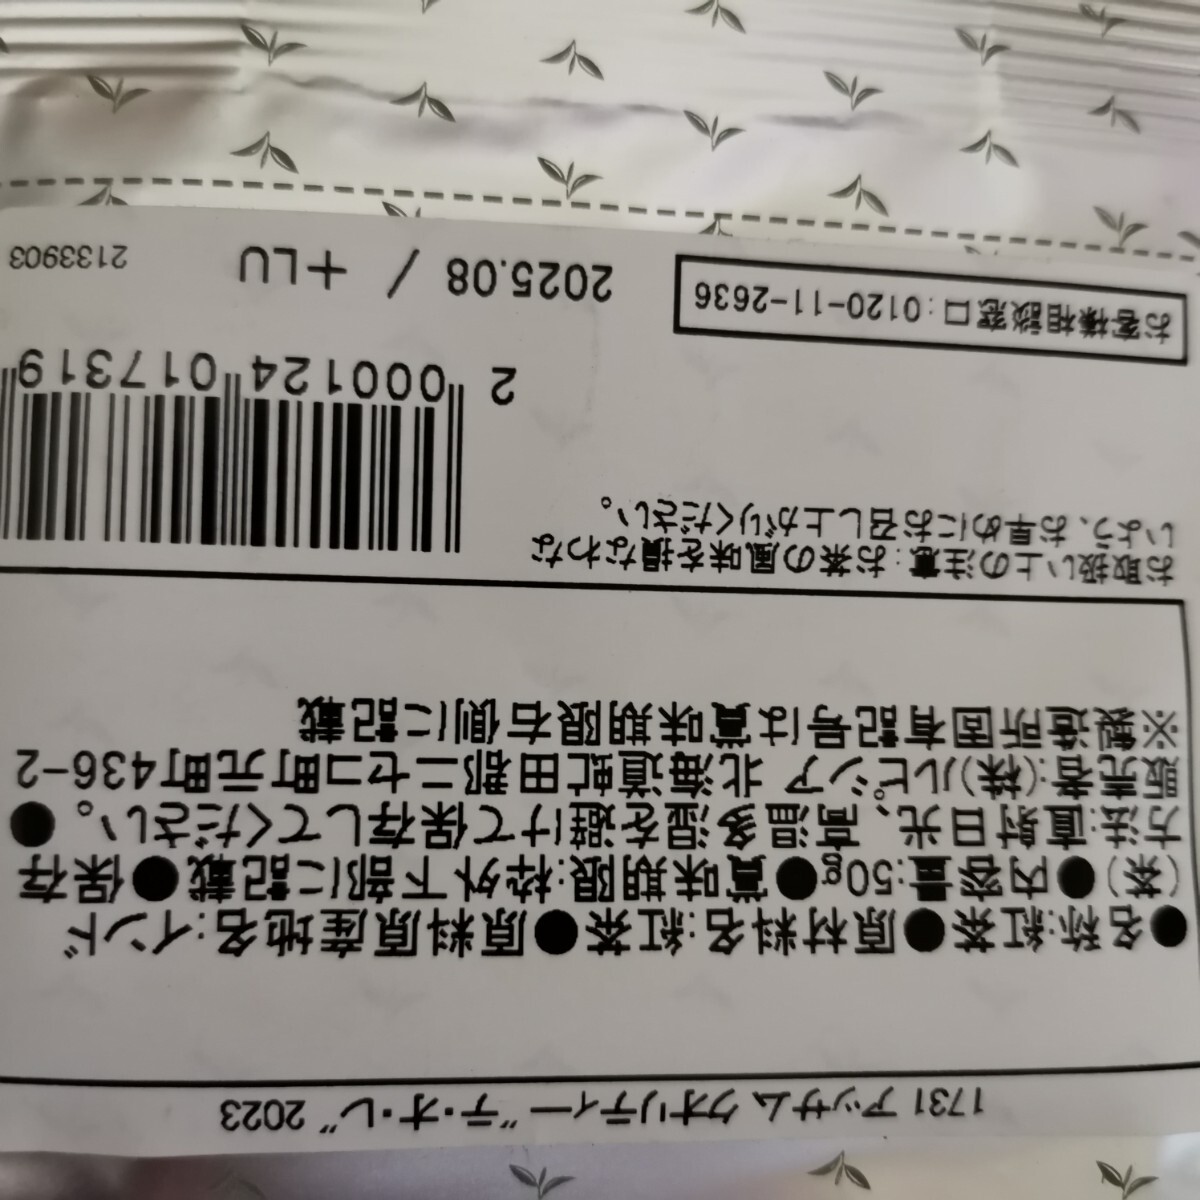 1731 アッサム クオリティー"テ・オ・レ" 2023
●名称:紅茶●原材料名:紅茶●原料原産地名:インド
(茶)●内容量:50g●賞味期限:枠外下部に記載●保存
方法:直射日光、高温多湿を避けて保存してください。●
販売者:(株)ルピシア 北海道虻田郡ニセコ町元町436-2
※製造所固有記号は賞味期限右側に記載
お取扱い上の注意:お茶の風味を損なわな
いよう、お早めにお召し上がりください。
2 000124 017319
お客様相談窓口:0120-11-2636
2025.08 / +LU
2133903